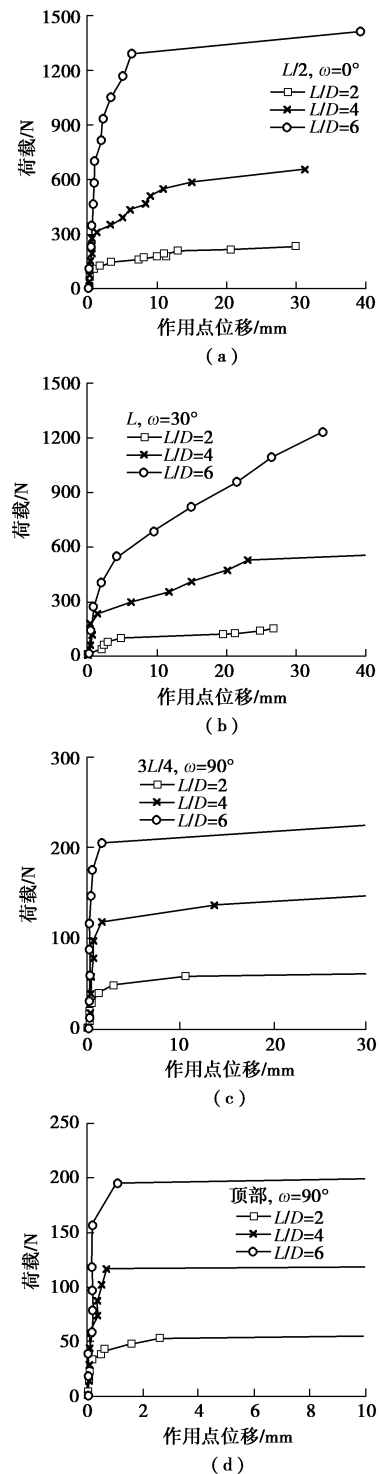 1500
1200
900
600
300
0
荷载/N
L/2, ω=0°
L/D=2
L/D=4
L/D=6
0 10 20 30 40
作用点位移/mm
(a)
1500
1200
900
600
300
0
荷载/N
L, ω=30°
L/D=2
L/D=4
L/D=6
0 10 20 30 40
作用点位移/mm
(b)
300
200
100
0
荷载/N
3L/4, ω=90°
L/D=2
L/D=4
L/D=6
0 10 20 30
作用点位移/mm
(c)
250
200
150
100
50
0
荷载/N
顶部, ω=90°
L/D=2
L/D=4
L/D=6
0 2 4 6 8 10
作用点位移/mm
(d)